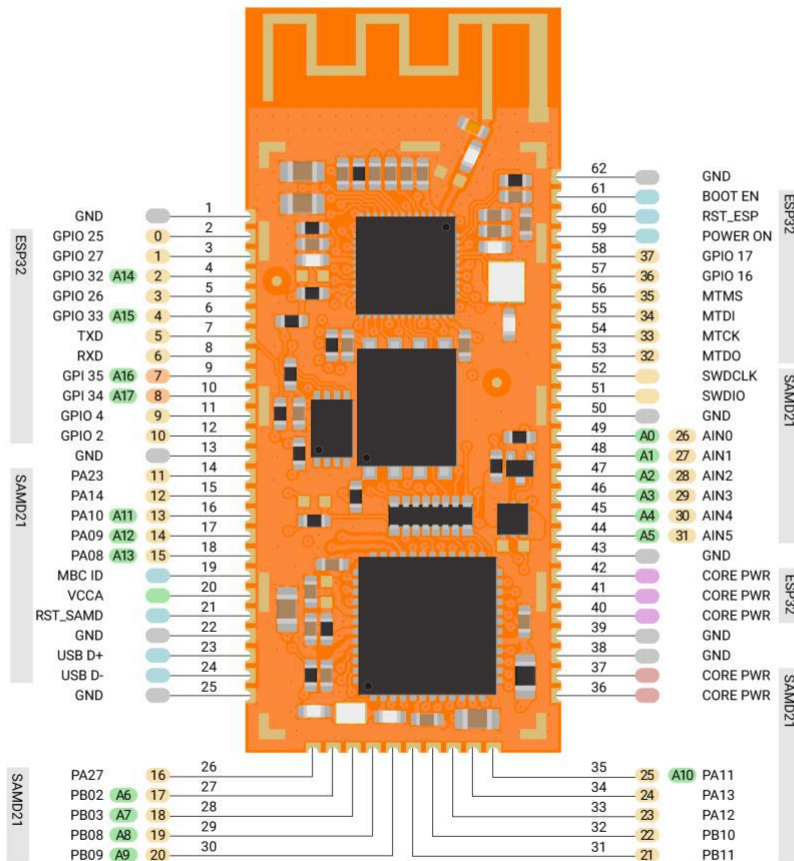 62 GND
61 BOOT EN
GND 1 60 RST_ESP
GPIO 25 0 2 59 POWER ON
GPIO 27 1 3 58 37 GPIO 17
GPIO 32 A14 2 4 57 36 GPIO 16
GPIO 26 3 5 56 35 MTMS
GPIO 33 A15 4 6 55 34 MTDI
TXD 5 7 54 33 MTCK
RXD 6 8 53 32 MTDO
GPI 35 A16 7 9 52 SWDCLK
GPI 34 A17 8 10 51 SWDIO
GPIO 4 9 11 50 GND
GPIO 2 10 12 49 A0 26 AIN0
GND 13 48 A1 27 AIN1
PA23 11 14 47 A2 28 AIN2
PA14 12 15 46 A3 29 AIN3
PA10 A11 13 16 45 A4 30 AIN4
PA09 A12 14 17 44 A5 31 AIN5
PA08 A13 15 18 43 GND
MBC ID 19 42 CORE PWR
VCCA 20 41 CORE PWR
RST_SAMD 21 40 CORE PWR
GND 22 39 GND
USB D+ 23 38 GND
USB D- 24 37 CORE PWR
GND 25 36 CORE PWR
PA27 16 26 35 25 A10 PA11
PB02 A6 17 27 34 24 PA13
PB03 A7 18 28 33 23 PA12
PB08 A8 19 29 32 22 PB10
PB09 A9 20 30 31 21 PB11
ESP32
SAMD21
SAMD21
ESP32
SAMD21
ESP32
SAMD21